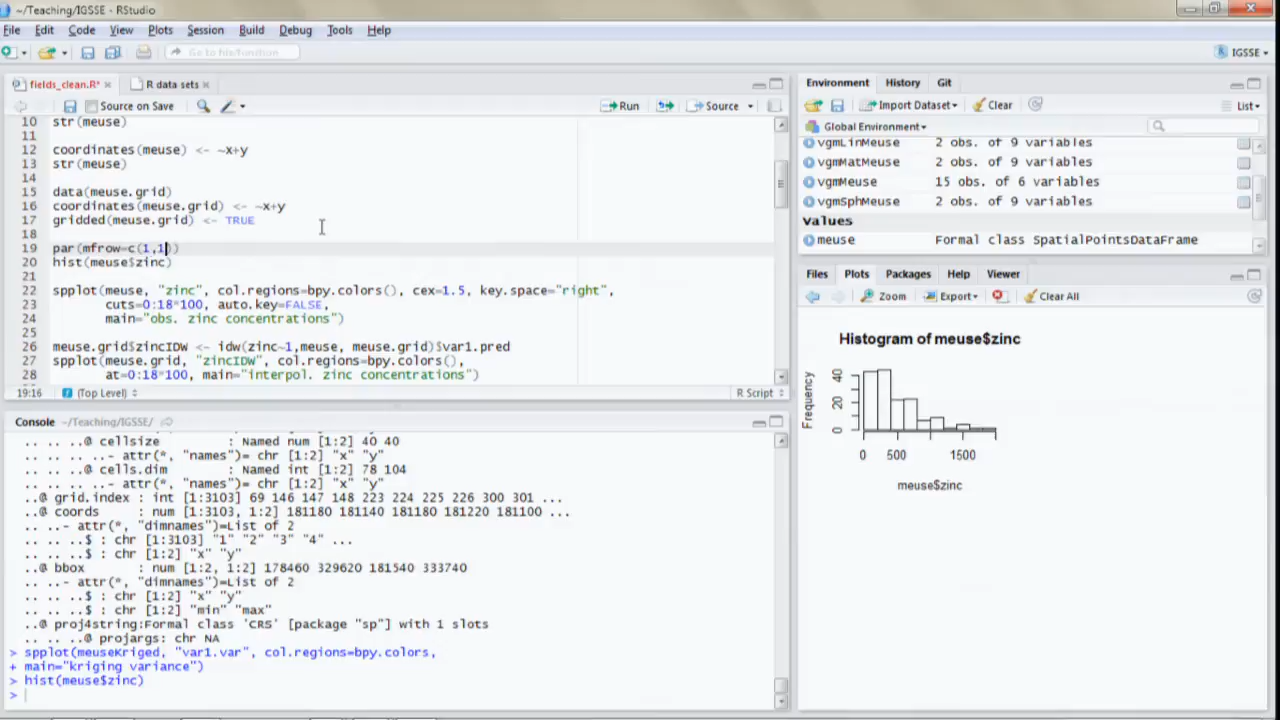 ~/Teaching/IGSSE - RStudio
File Edit Code View Plots Session Build Debug Tools Help
Go to file/function
IGSSE
fields_clean.R* R data sets
Source on Save Run Source
10 str(meuse)
11
12 coordinates(meuse) <- ~x+y
13 str(meuse)
14
15 data(meuse.grid)
16 coordinates(meuse.grid) <- ~x+y
17 gridded(meuse.grid) <- TRUE
18
19 par(mfrow=c(1,1))
20 hist(meuse$zinc)
21
22 spplot(meuse, "zinc", col.regions=bpy.colors(), cex=1.5, key.space="right",
23 cuts=0:18*100, auto.key=FALSE,
24 main="obs. zinc concentrations")
25
26 meuse.grid$zincIDW <- idw(zinc~1,meuse, meuse.grid)$var1.pred
27 spplot(meuse.grid, "zincIDW", col.regions=bpy.colors(),
28 at=0:18*100, main="interpol. zinc concentrations")
19:16 (Top Level) R Script
Console ~/Teaching/IGSSE/
.. .. ..@ cellsize : Named num [1:2] 40 40
.. .. .. ..- attr(*, "names")= chr [1:2] "x" "y"
.. .. ..@ cells.dim : Named int [1:2] 78 104
.. .. .. ..- attr(*, "names")= chr [1:2] "x" "y"
..@ grid.index : int [1:3103] 69 146 147 148 223 224 225 226 300 301 ...
..@ coords : num [1:3103, 1:2] 181180 181140 181180 181220 181100 ...
.. ..- attr(*, "dimnames")=List of 2
.. .. ..$ : chr [1:3103] "1" "2" "3" "4" ...
.. .. ..$ : chr [1:2] "x" "y"
..@ bbox : num [1:2, 1:2] 178460 329620 181540 333740
.. ..- attr(*, "dimnames")=List of 2
.. .. ..$ : chr [1:2] "x" "y"
.. .. ..$ : chr [1:2] "min" "max"
..@ proj4string:Formal class 'CRS' [package "sp"] with 1 slots
.. .. ..@ projargs: chr NA
> spplot(meuseKriged, "var1.var", col.regions=bpy.colors,
+ main="kriging variance")
> hist(meuse$zinc)
>
Environment History Git
Import Dataset Clear List
Global Environment
vgmLinMeuse 2 obs. of 9 variables
vgmMatMeuse 2 obs. of 9 variables
vgmMeuse 15 obs. of 6 variables
vgmSphMeuse 2 obs. of 9 variables
values
meuse Formal class SpatialPointsDataFrame
Files Plots Packages Help Viewer
Zoom Export Clear All
Histogram of meuse$zinc
Frequency
0 20 40
0 500 1500
meuse$zinc